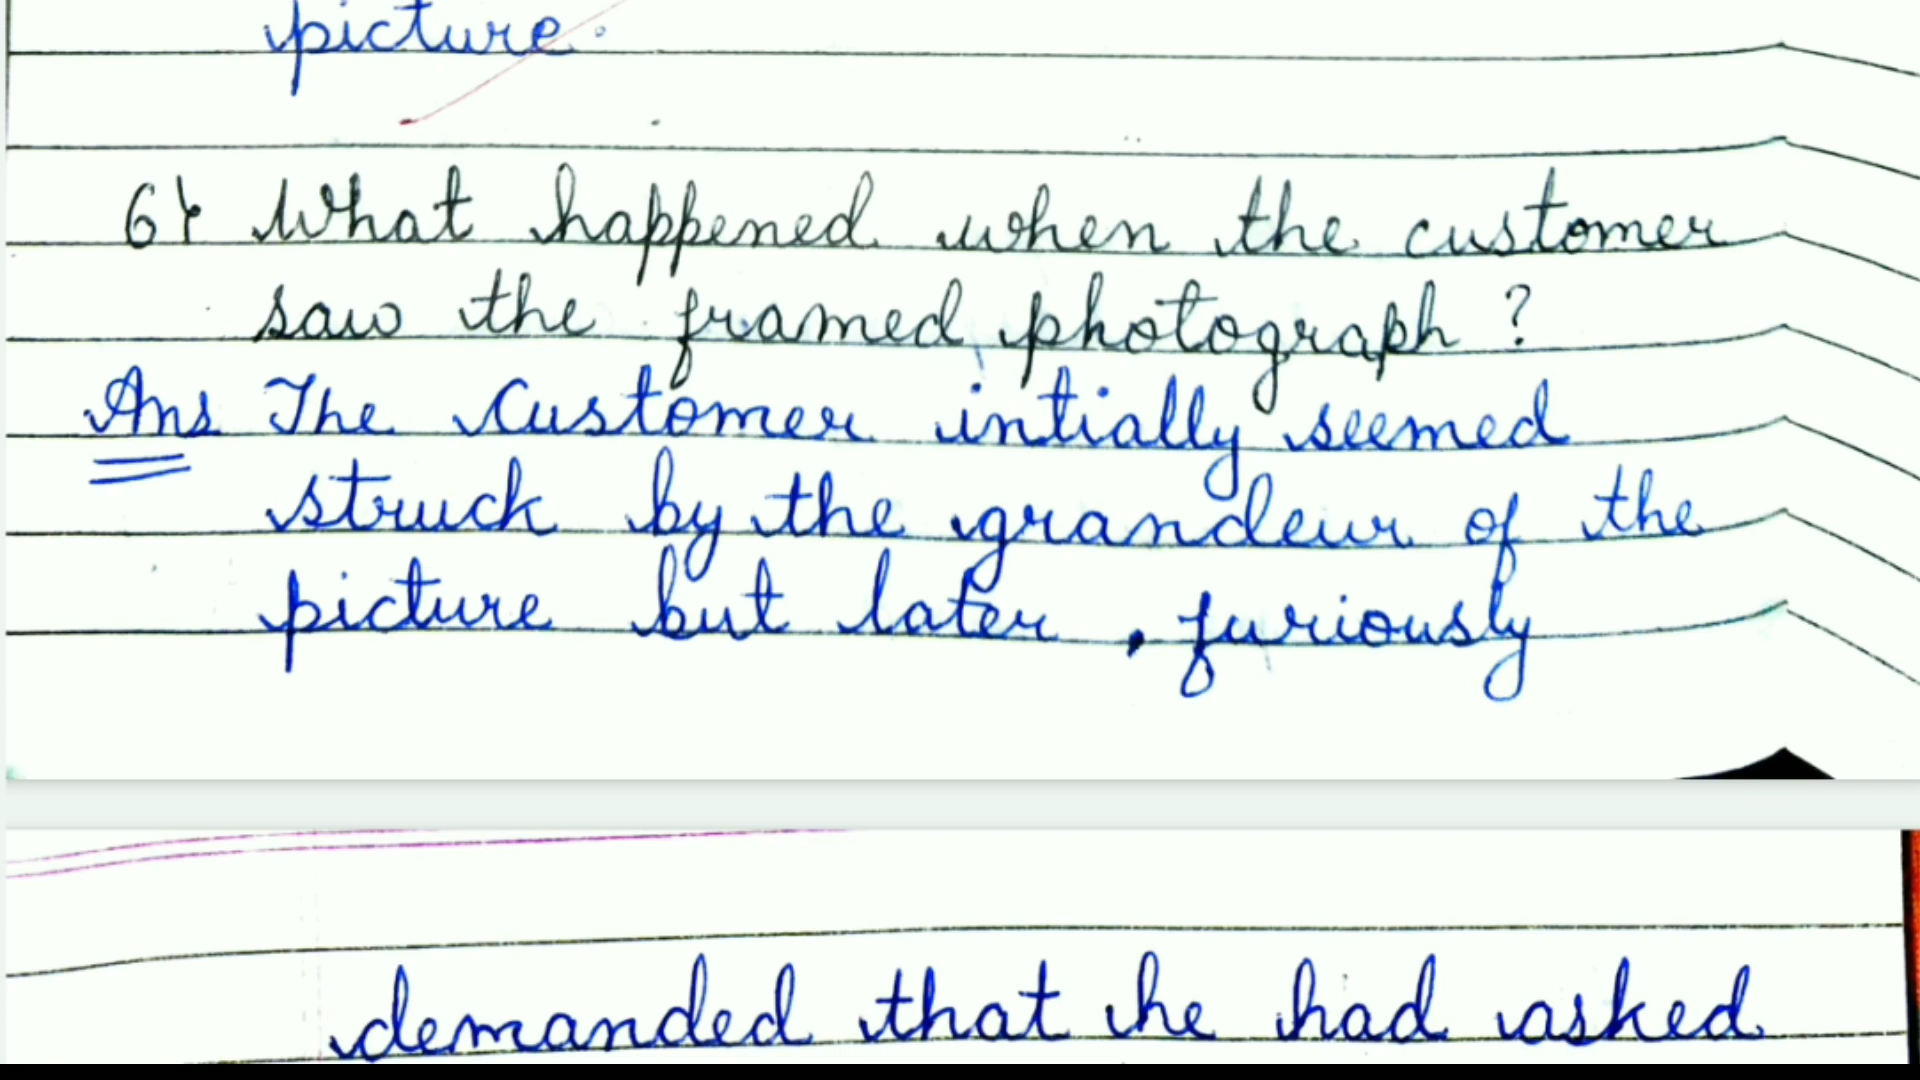 picture.
6) What happened when the customer
saw the framed photograph ?
Ans The Customer intially seemed
struck by the grandeur of the
picture but later , furiously
demanded that he had asked